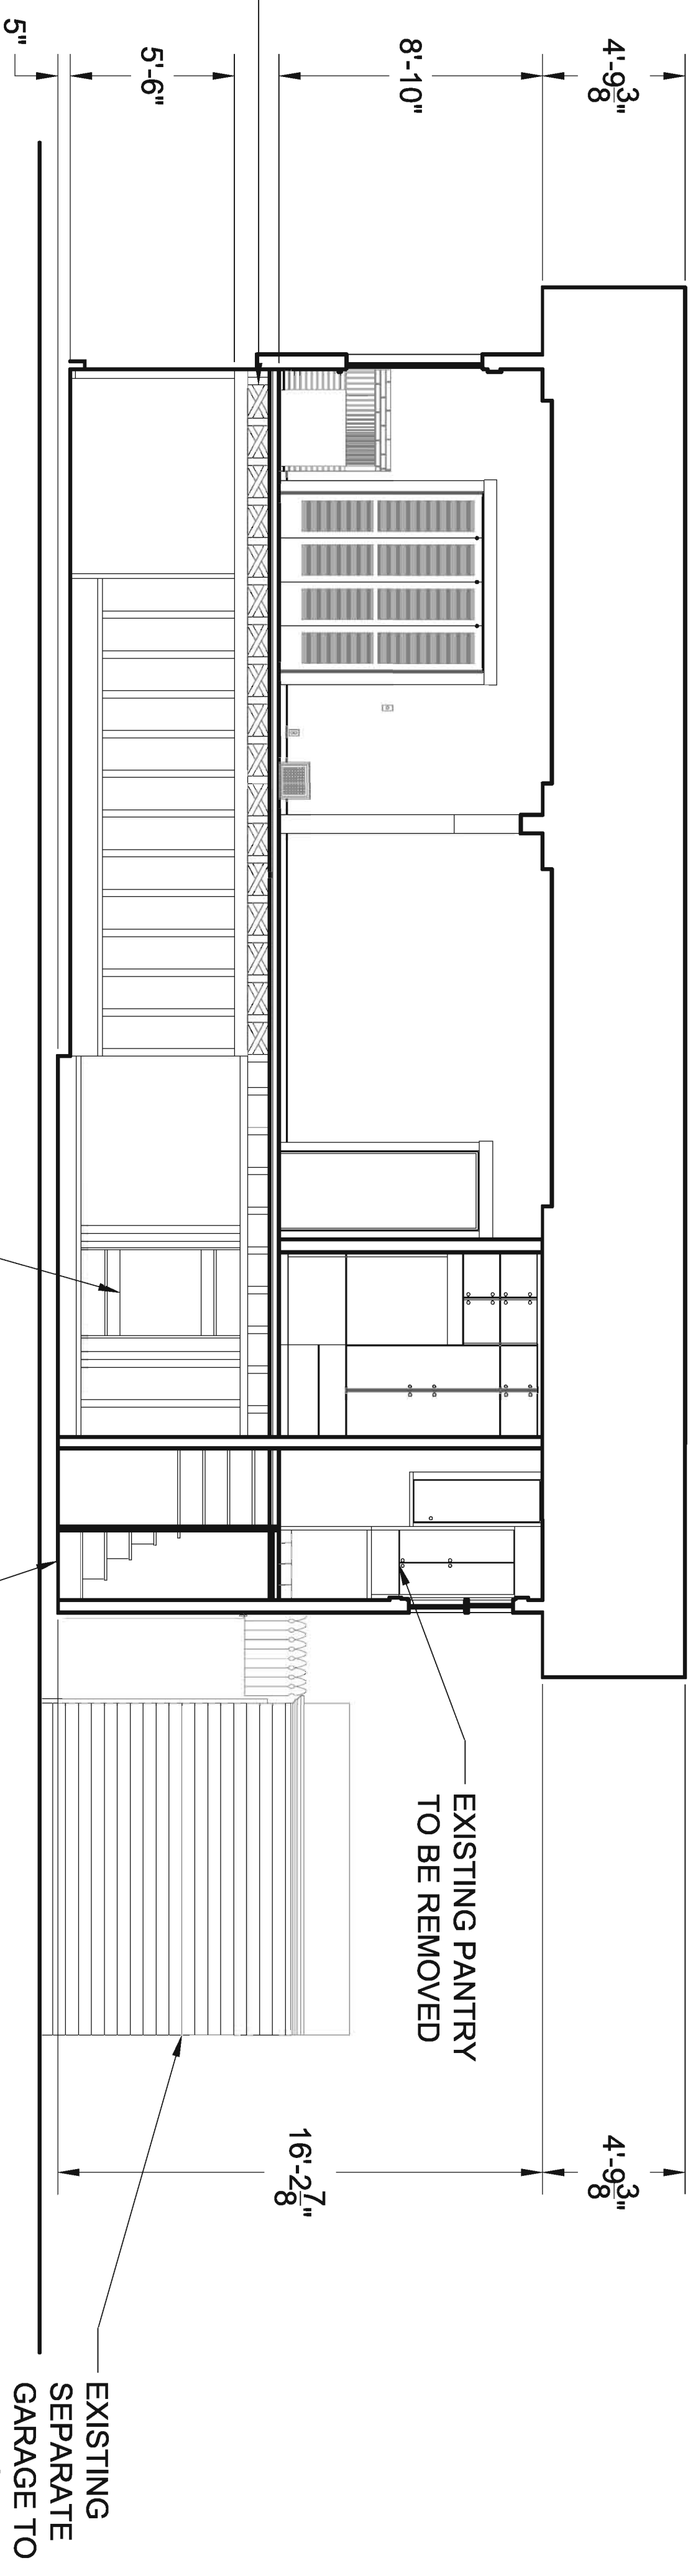 4'-9 3/8"
8'-10"
5'-6"
5"
EXISTING PANTRY
TO BE REMOVED
4'-9 3/8"
16'-2 7/8"
EXISTING
SEPARATE
GARAGE TO